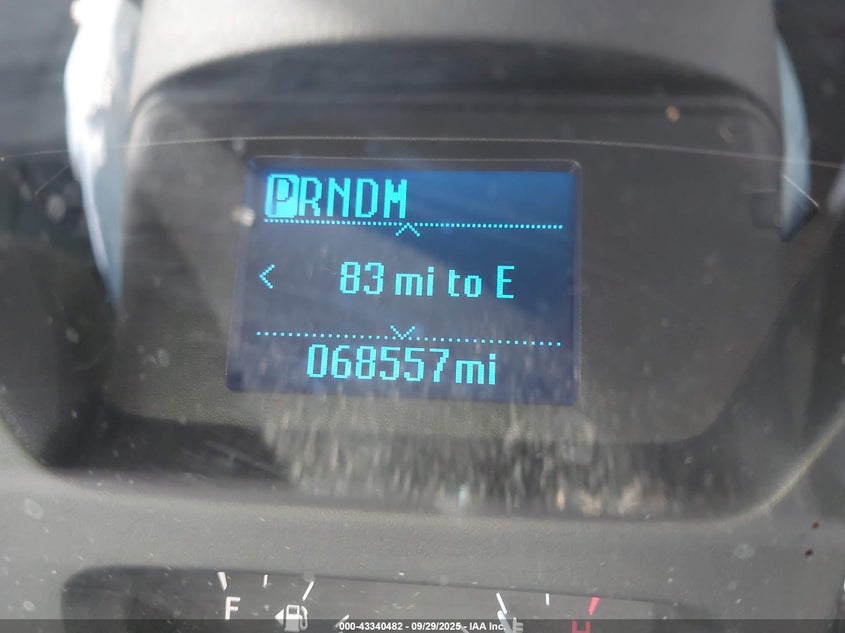 PRNDM
< 83 mi to E
068557mi
F
H
000-43340482 - 09/29/2025 - IAA Inc.